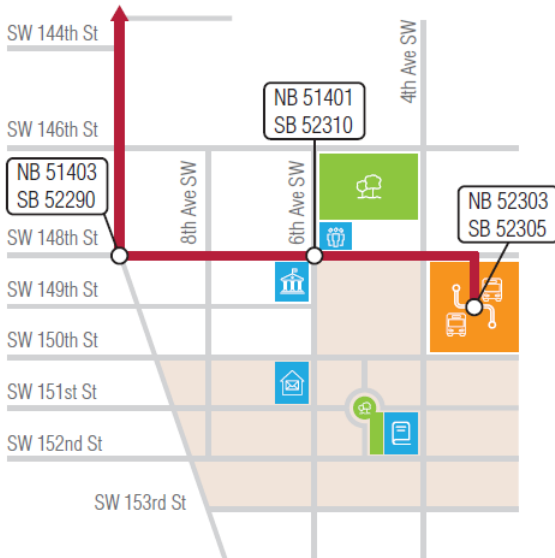 SW 144th St
4th Ave SW
NB 51401
SB 52310
SW 146th St
NB 51403
SB 52290
8th Ave SW
6th Ave SW
NB 52303
SB 52305
SW 148th St
SW 149th St
SW 150th St
SW 151st St
SW 152nd St
SW 153rd St